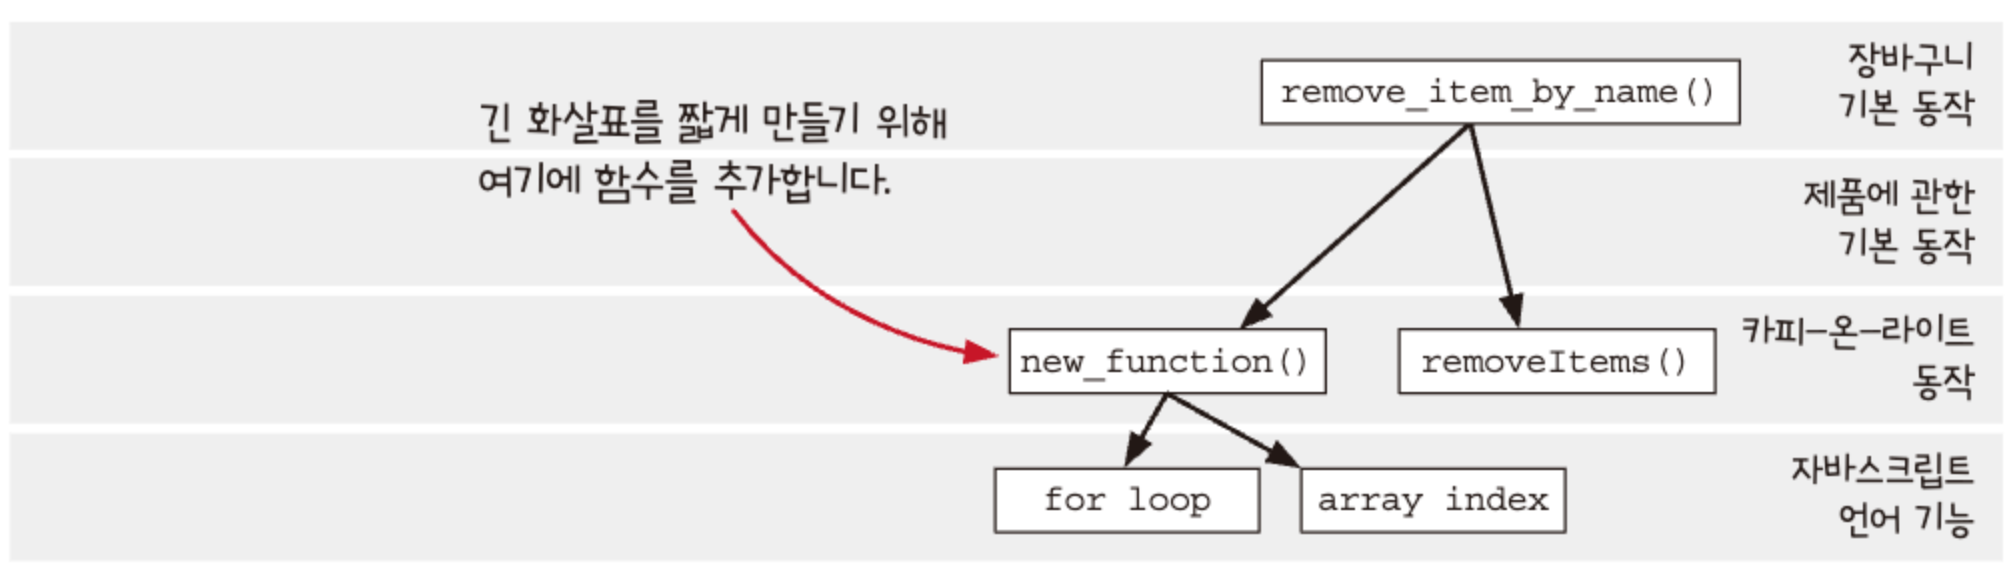 장바구니
기본 동작
remove_item_by_name()
긴 화살표를 짧게 만들기 위해
여기에 함수를 추가합니다.
제품에 관한
기본 동작
카피-온-라이트
동작
new_function()
removeItems()
자바스크립트
언어 기능
for loop
array index